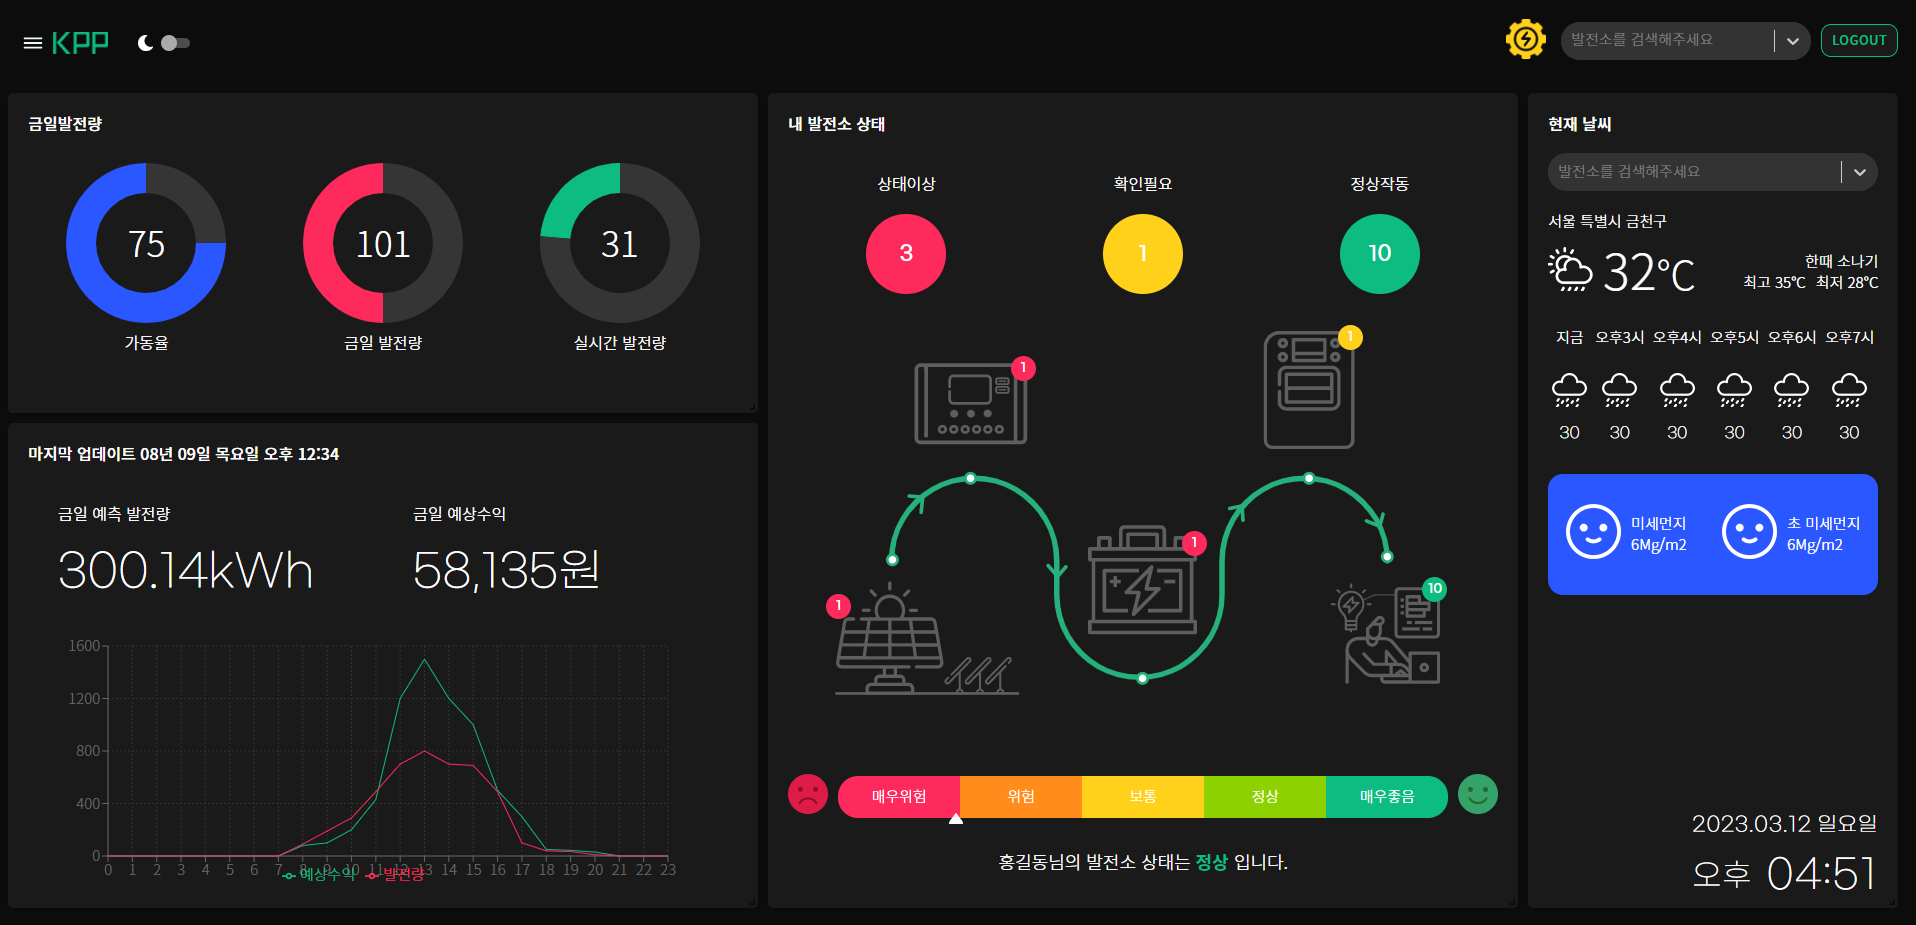 KPP
발전소를 검색해주세요
LOGOUT
금일발전량
75
101
31
가동율
금일 발전량
실시간 발전량
마지막 업데이트 08년 09일 목요일 오후 12:34
금일 예측 발전량
금일 예상수익
300.14kWh
58,135원
1600
1200
800
400
0
0 1 2 3 4 5 6 7 8 9 10 11 12 13 14 15 16 17 18 19 20 21 22 23
예상수익 발전량
내 발전소 상태
상태이상
확인필요
정상작동
3
1
10
1
1
1
1
10
매우위험
위험
보통
정상
매우좋음
홍길동님의 발전소 상태는 정상 입니다.
현재 날씨
발전소를 검색해주세요
서울 특별시 금천구
32°C
한때 소나기
최고 35°C 최저 28°C
지금 오후3시 오후4시 오후5시 오후6시 오후7시
30 30 30 30 30 30
미세먼지
6Mg/m2
초 미세먼지
6Mg/m2
2023.03.12 일요일
오후 04:51